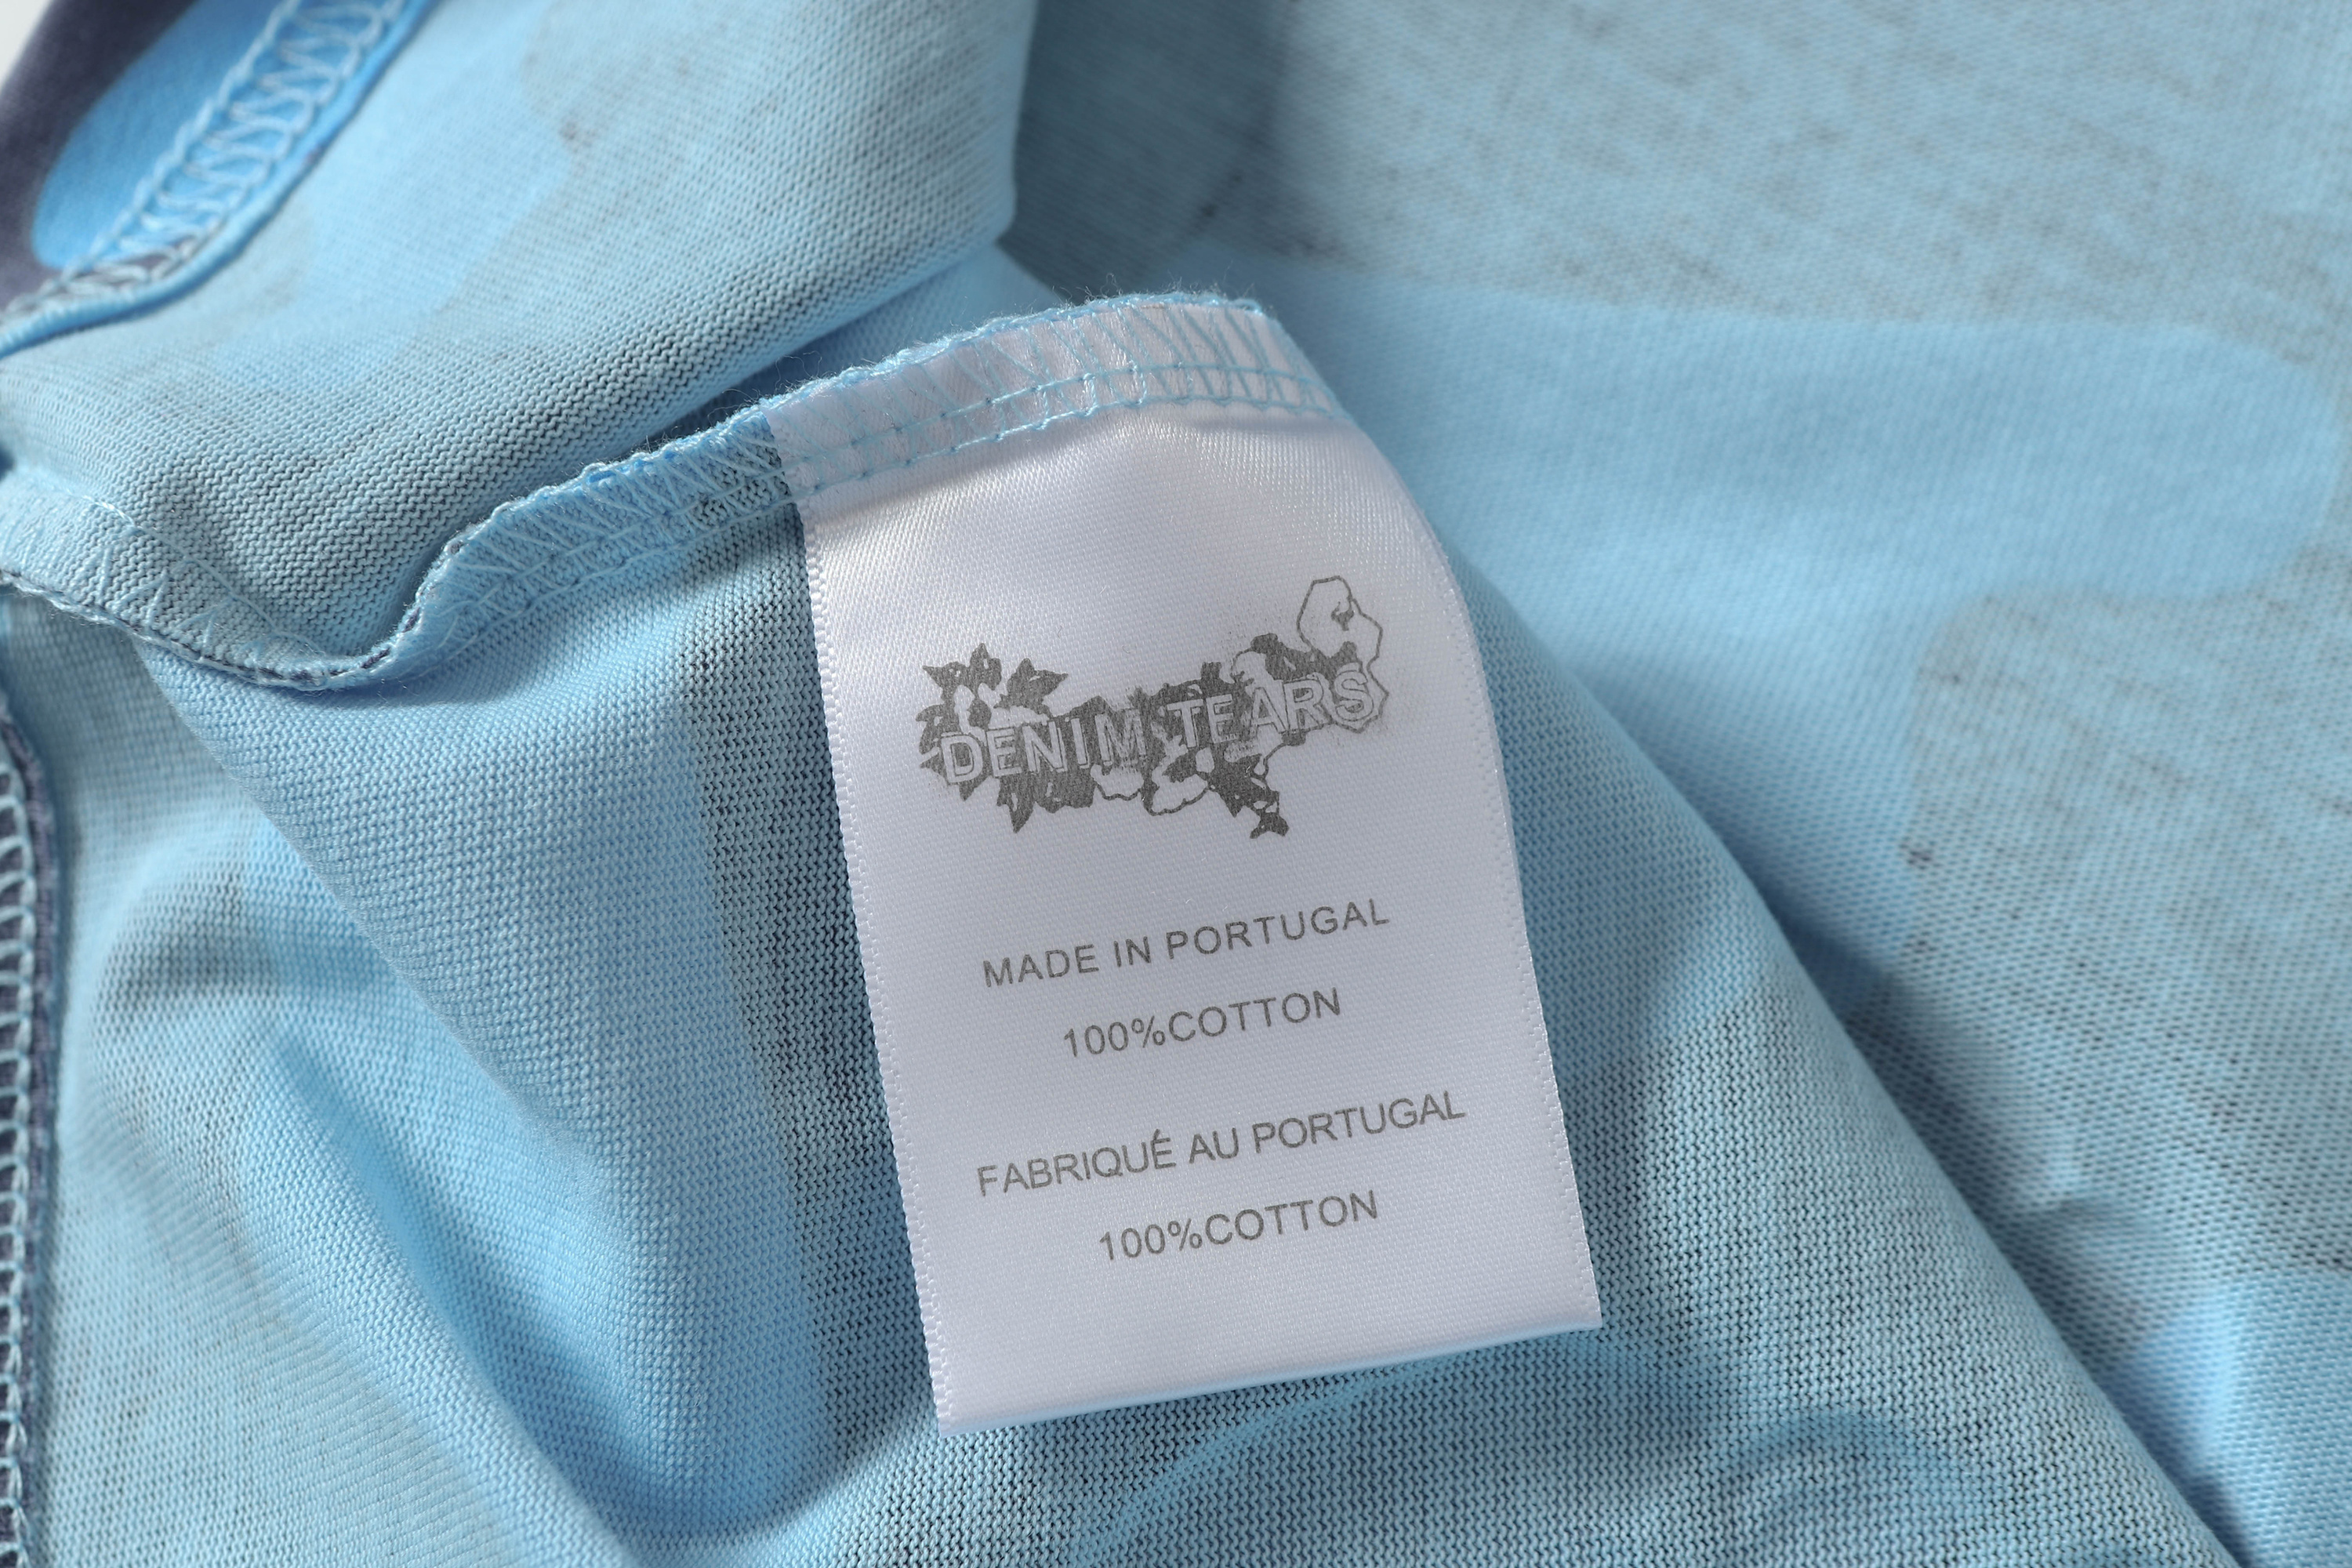 DENIM TEARS
MADE IN PORTUGAL
100%COTTON
FABRIQUÉ AU PORTUGAL
100%COTTON